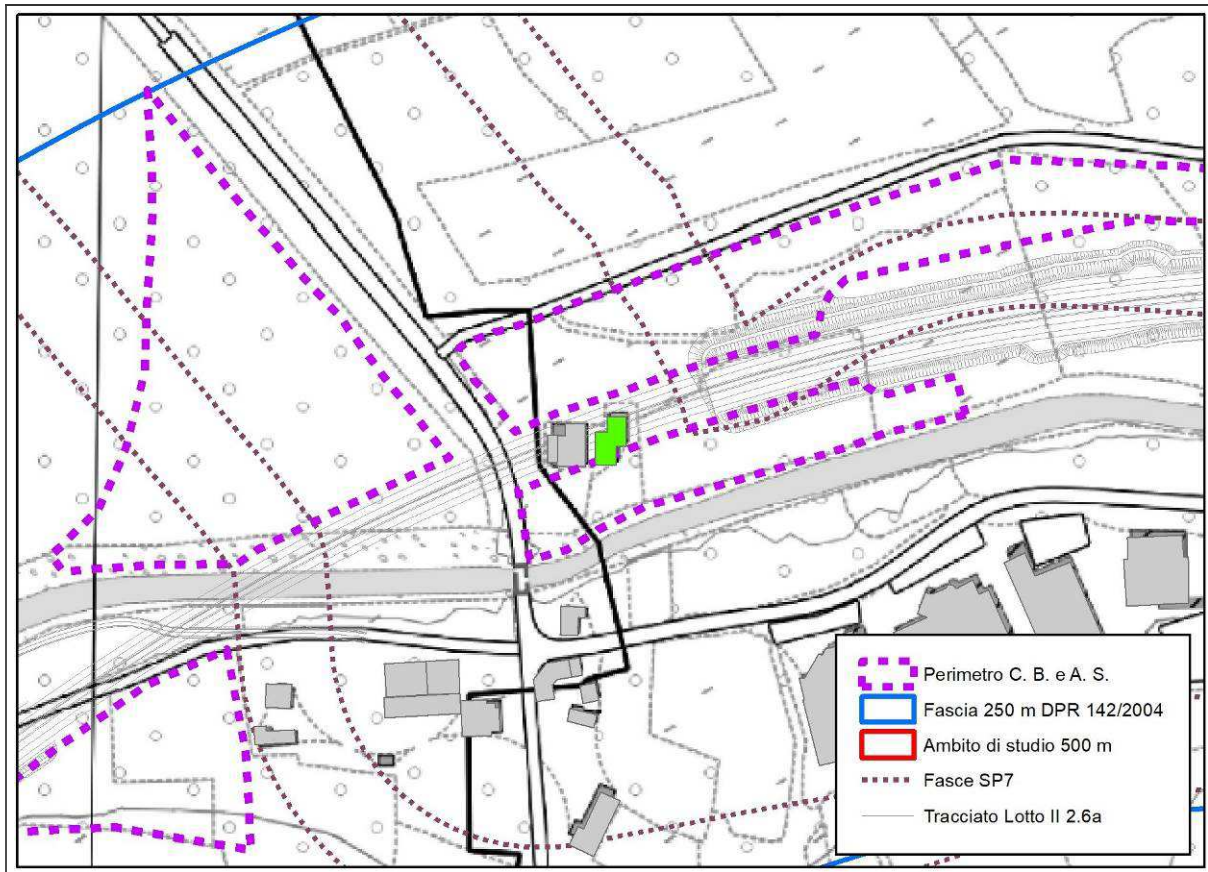 Perimetro C. B. e A. S.
Fascia 250 m DPR 142/2004
Ambito di studio 500 m
Fasce SP7
Tracciato Lotto II 2.6a